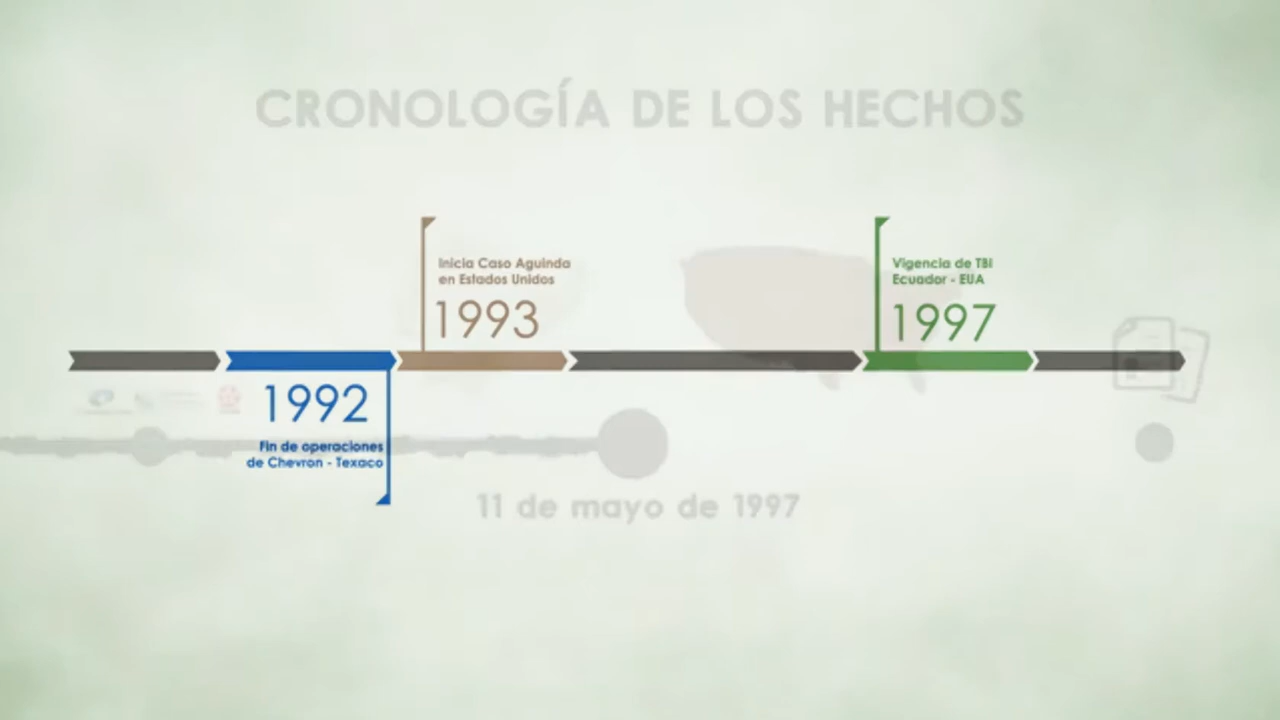 CRONOLOGÍA DE LOS HECHOS
Inicia Caso Aguinda
en Estados Unidos
1993
Vigencia de TBI
Ecuador - EUA
1997
1992
Fin de operaciones
de Chevron - Texaco
11 de mayo de 1997